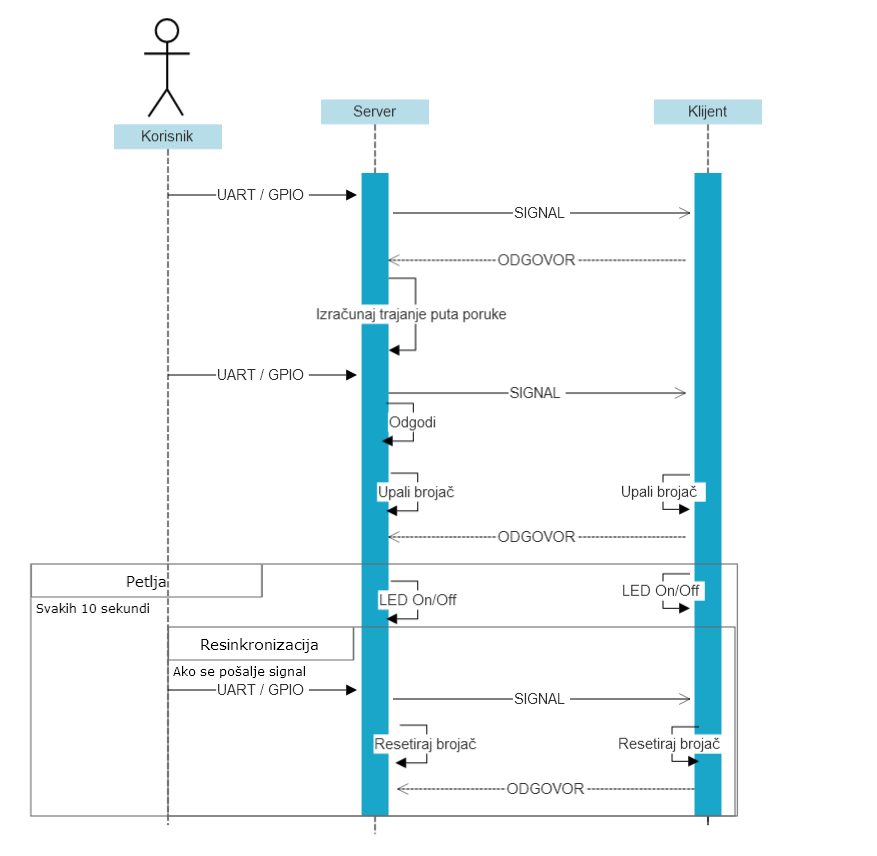 Server
Klijent
Korisnik
UART / GPIO
SIGNAL
ODGOVOR
Izračunaj trajanje puta poruke
UART / GPIO
SIGNAL
Odgodi
Upali brojač
Upali brojač
ODGOVOR
Petlja
Svakih 10 sekundi
LED On/Off
LED On/Off
Resinkronizacija
Ako se pošalje signal
UART / GPIO
SIGNAL
Resetiraj brojač
Resetiraj brojač
ODGOVOR